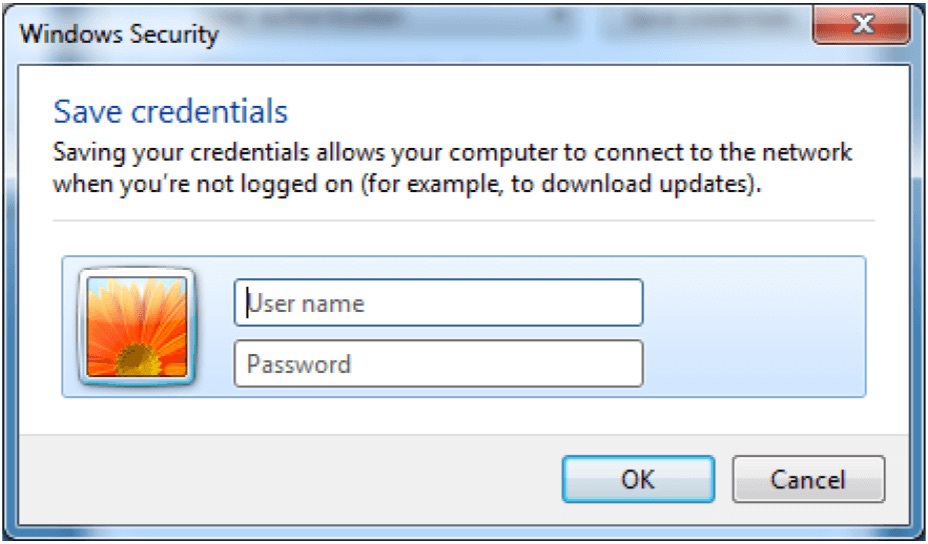 Windows Security
Save credentials
Saving your credentials allows your computer to connect to the network
when you're not logged on (for example, to download updates).
User name
Password
OK
Cancel